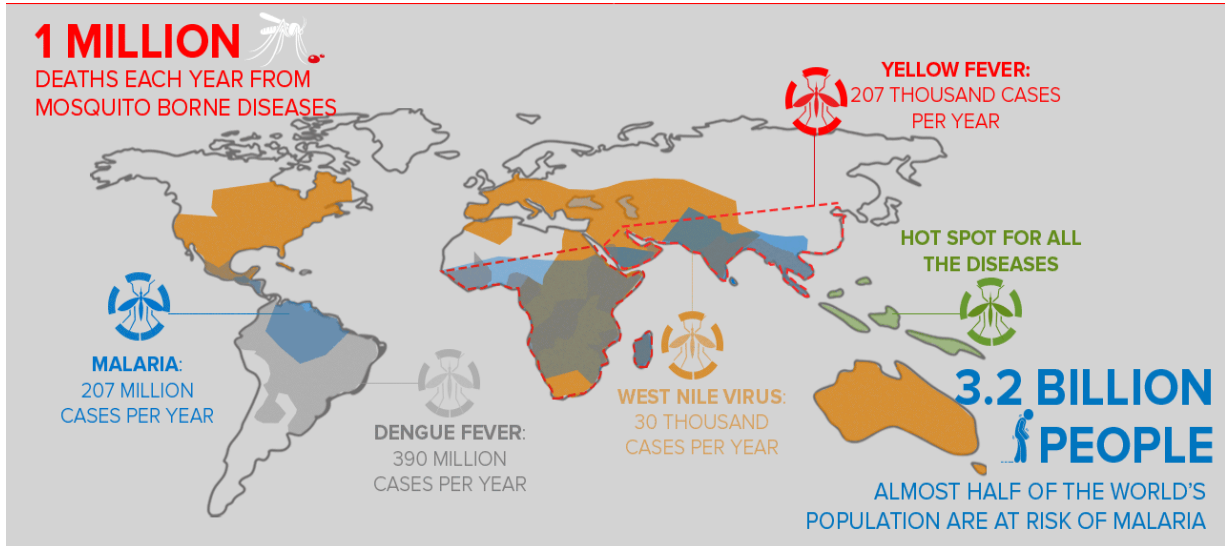 1 MILLION
DEATHS EACH YEAR FROM
MOSQUITO BORNE DISEASES
YELLOW FEVER:
207 THOUSAND CASES
PER YEAR
HOT SPOT FOR ALL
THE DISEASES
MALARIA:
207 MILLION
CASES PER YEAR
DENGUE FEVER:
390 MILLION
CASES PER YEAR
WEST NILE VIRUS:
30 THOUSAND
CASES PER YEAR
3.2 BILLION
PEOPLE
ALMOST HALF OF THE WORLD'S
POPULATION ARE AT RISK OF MALARIA